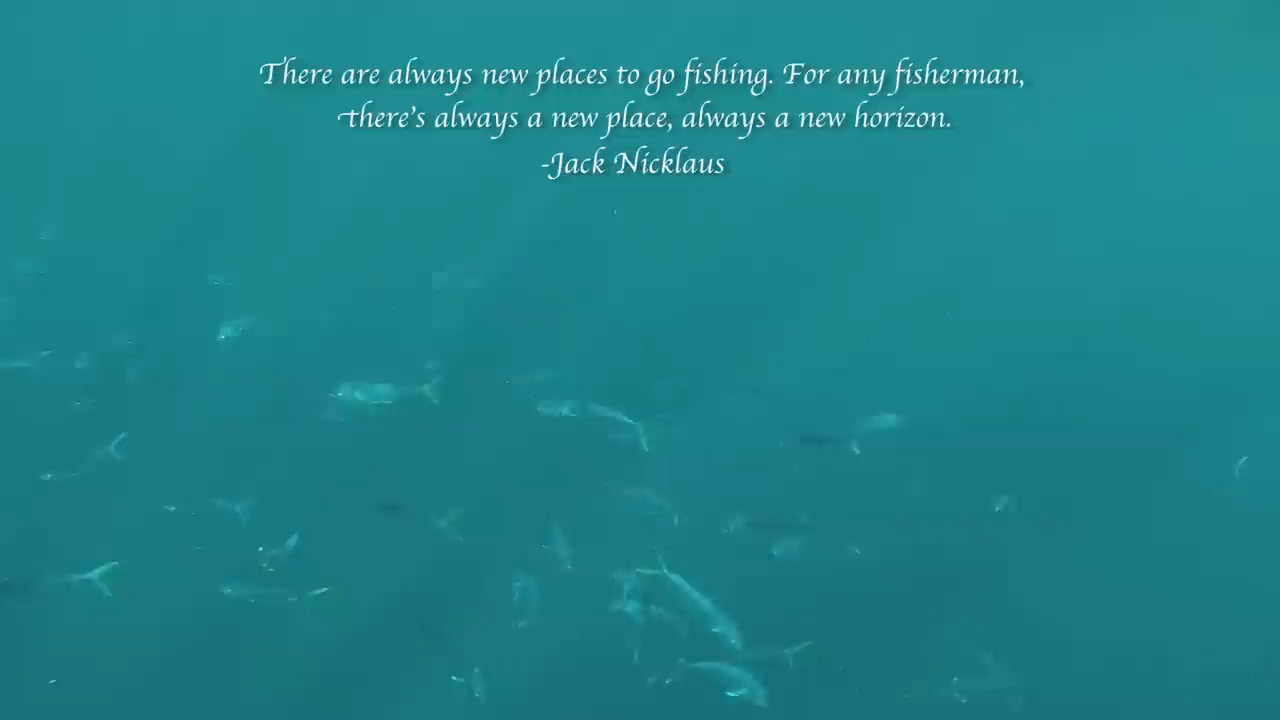 There are always new places to go fishing. For any fisherman,
there's always a new place, always a new horizon.
-Jack Nicklaus